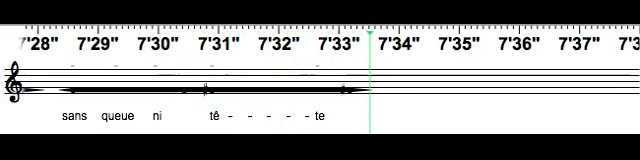 7'28" 7'29" 7'30" 7'31" 7'32" 7'33" 7'34" 7'35" 7'36" 7'37"
sans queue ni tê - - - - - te